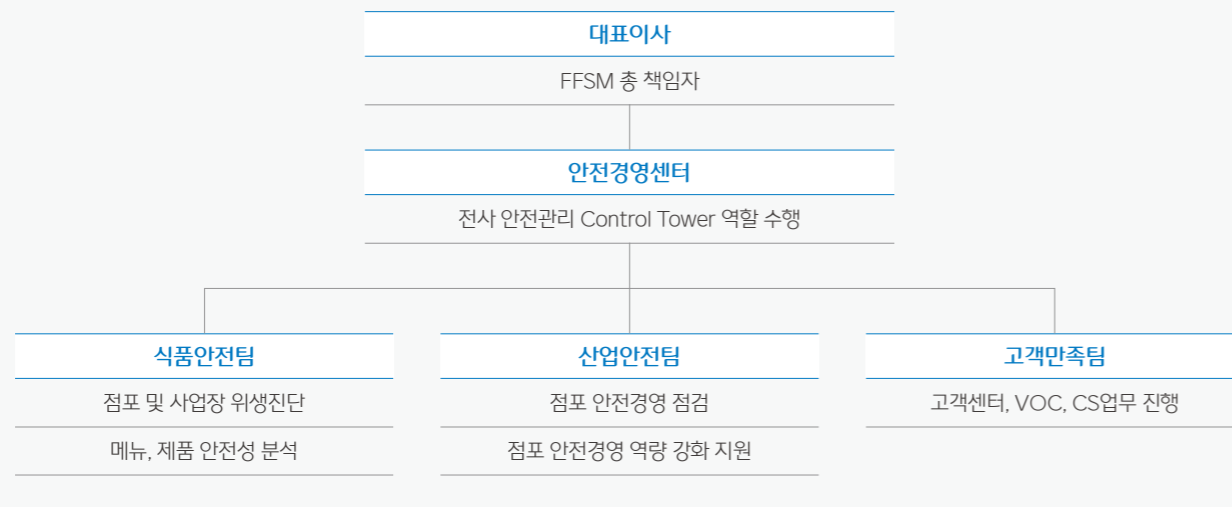 대표이사
FFSM 총 책임자
안전경영센터
전사 안전관리 Control Tower 역할 수행
식품안전팀
점포 및 사업장 위생진단
메뉴, 제품 안전성 분석
산업안전팀
점포 안전경영 점검
점포 안전경영 역량 강화 지원
고객만족팀
고객센터, VOC, CS업무 진행